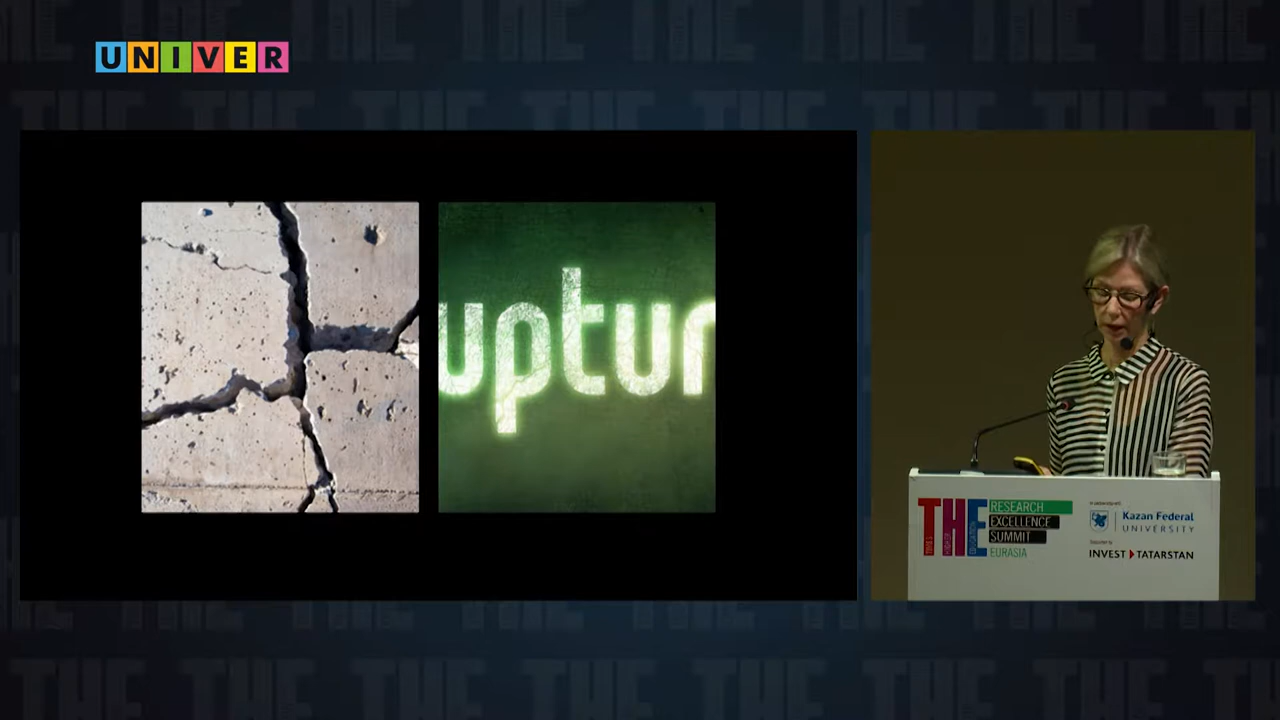 UNIVER
uptur
THE
RESEARCH
EXCELLENCE
SUMMIT
EURASIA
Kazan Federal
UNIVERSITY
INVEST TATARSTAN